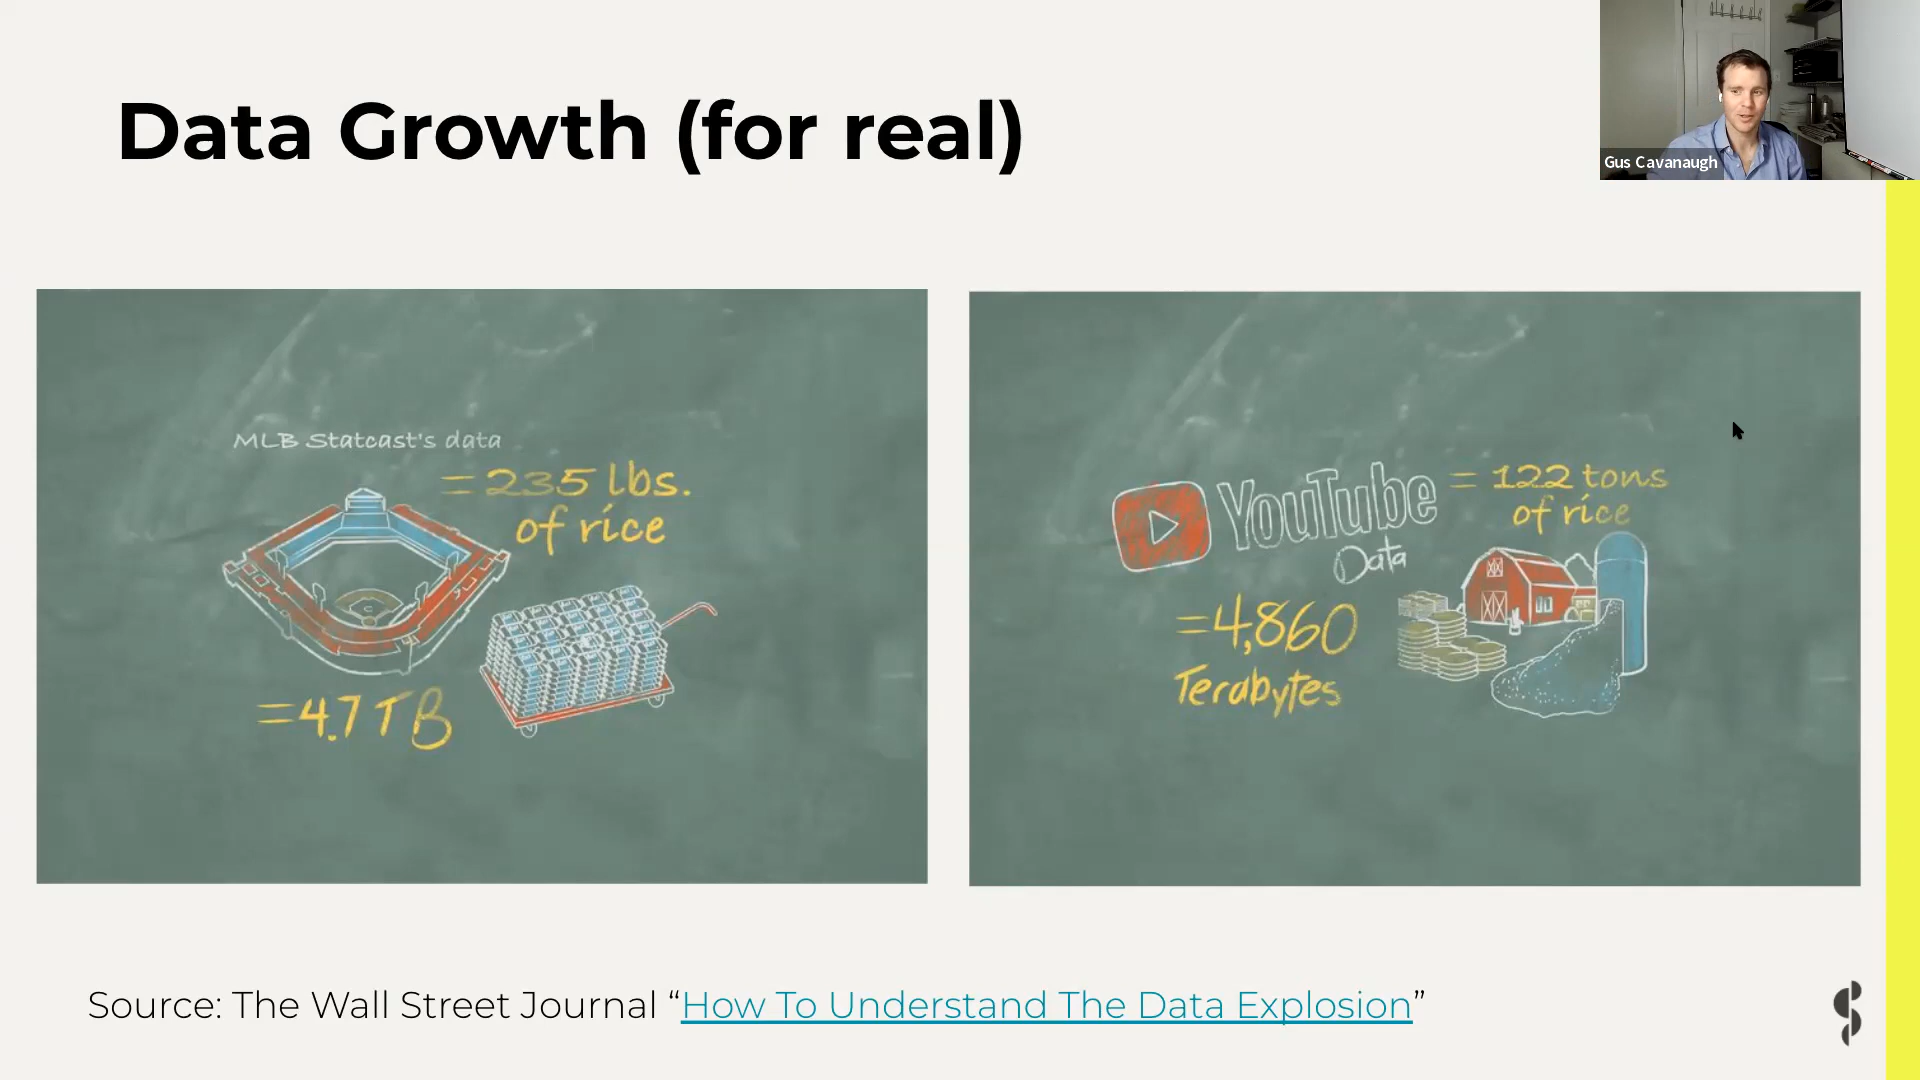 Data Growth (for real)
Gus Cavanaugh
MLB Statcast's data
= 235 lbs.
of rice
=4.7 TB
YouTube
Data
= 122 tons
of rice
=4,860
Terabytes
Source: The Wall Street Journal “How To Understand The Data Explosion”